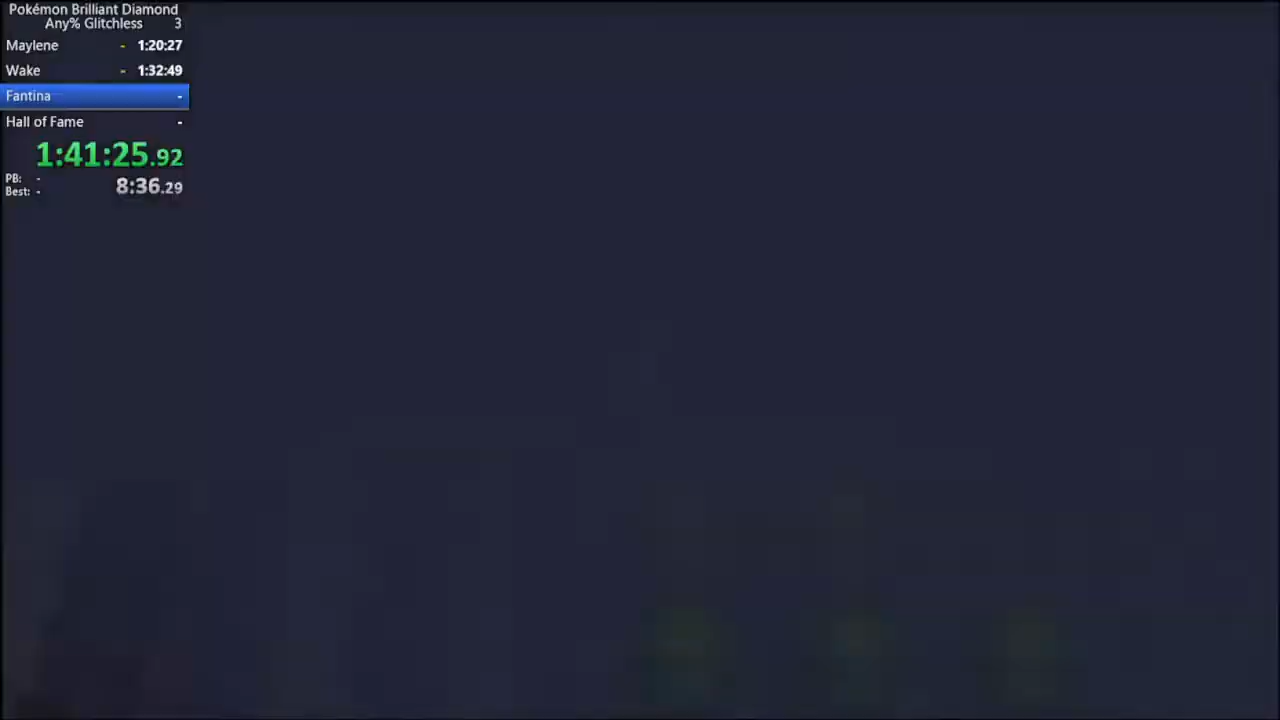 Pokémon Brilliant Diamond
Any% Glitchless 3
Maylene - 1:20:27
Wake - 1:32:49
Fantina -
Hall of Fame -
1:41:25.92
PB: - 8:36.29
Best: -